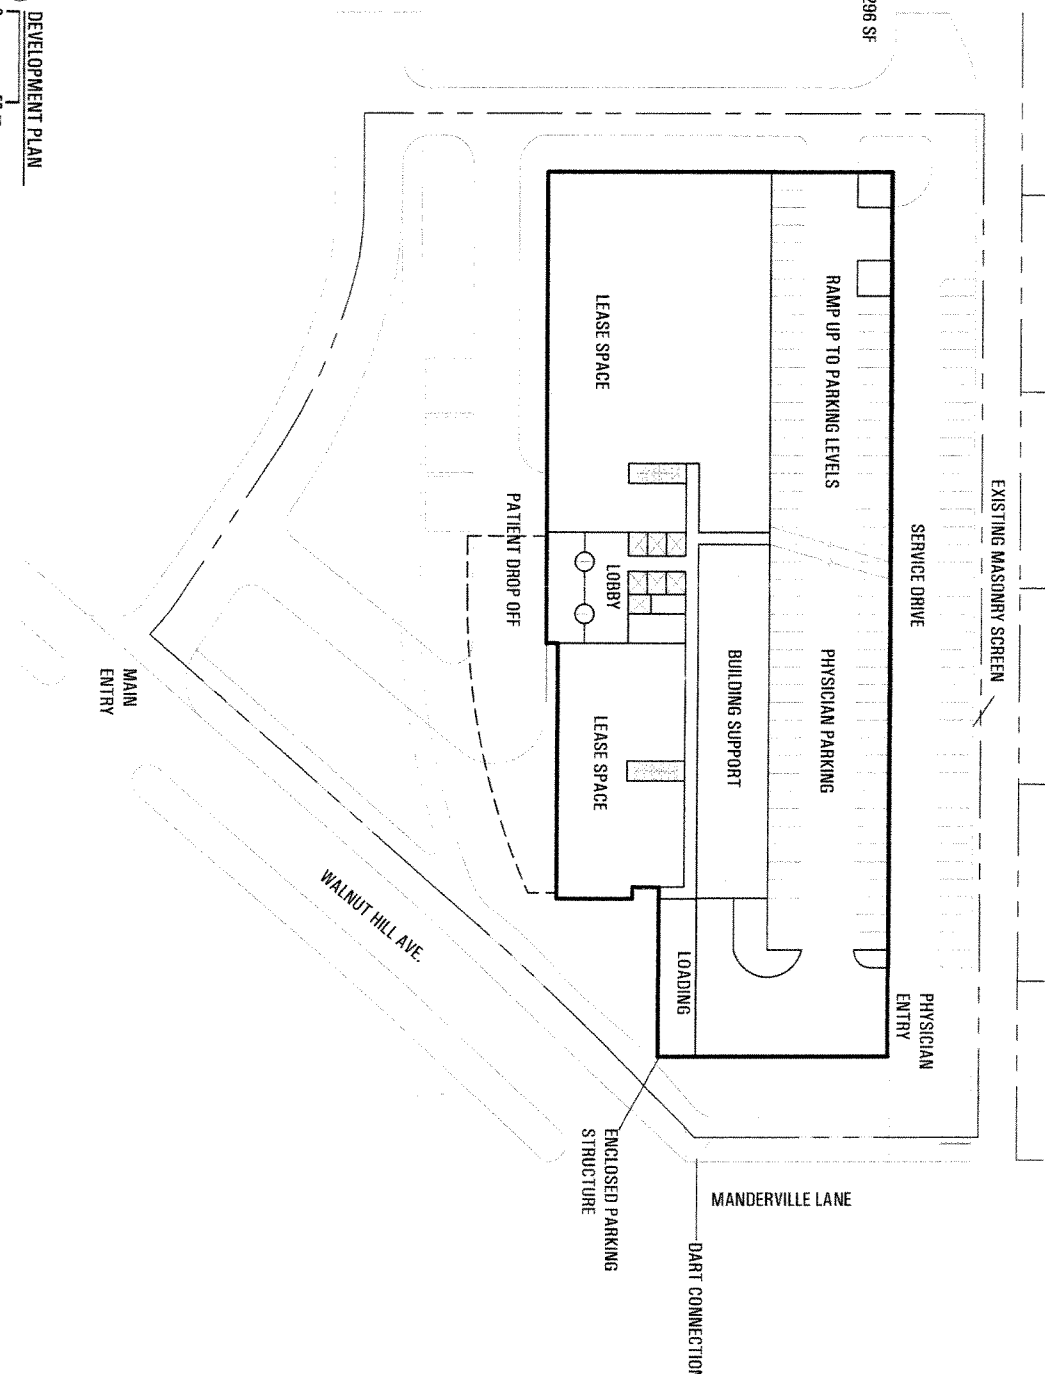 296 SF
DEVELOPMENT PLAN
EXISTING MASONRY SCREEN
SERVICE DRIVE
RAMP UP TO PARKING LEVELS
PHYSICIAN PARKING
PHYSICIAN
ENTRY
LEASE SPACE
LOBBY
BUILDING SUPPORT
LEASE SPACE
LOADING
PATIENT DROP OFF
MAIN
ENTRY
WALNUT HILL AVE.
ENCLOSED PARKING
STRUCTURE
MANDERVILLE LANE
DART CONNECTION